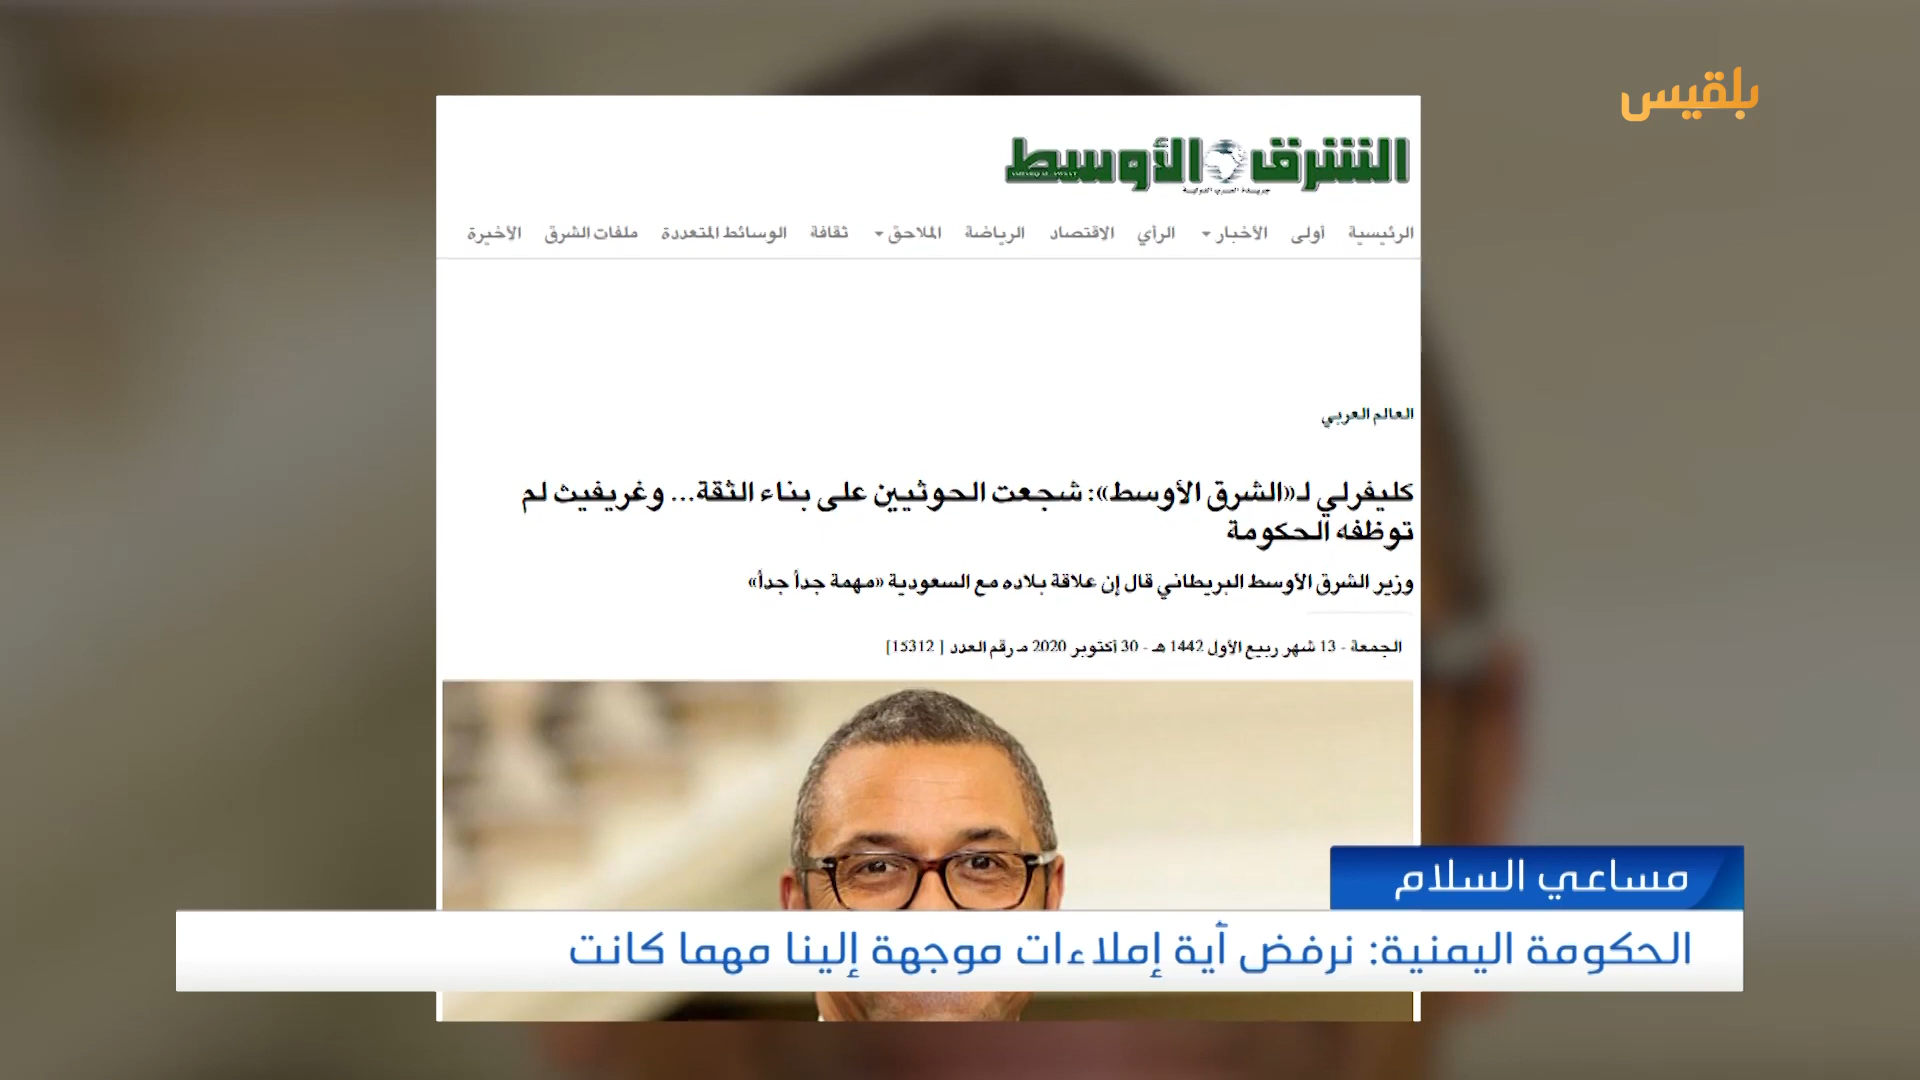 بلقيس
الشرق الأوسط
جريدة العرب الدولية
الرئيسية أولى الأخبار الرأي الاقتصاد الرياضة الملاحق ثقافة الوسائط المتعددة ملفات الشرق الأخيرة
العالم العربي
كليفرلي لـ«الشرق الأوسط»: شجعت الحوثيين على بناء الثقة... وغريفيث لم
توظفه الحكومة
وزير الشرق الأوسط البريطاني قال إن علاقة بلاده مع السعودية «مهمة جداً جداً»
الجمعة - 13 شهر ربيع الأول 1442 هـ - 30 أكتوبر 2020 مـ رقم العدد [ 15312]
مساعي السلام
الحكومة اليمنية: نرفض أية إملاءات موجهة إلينا مهما كانت